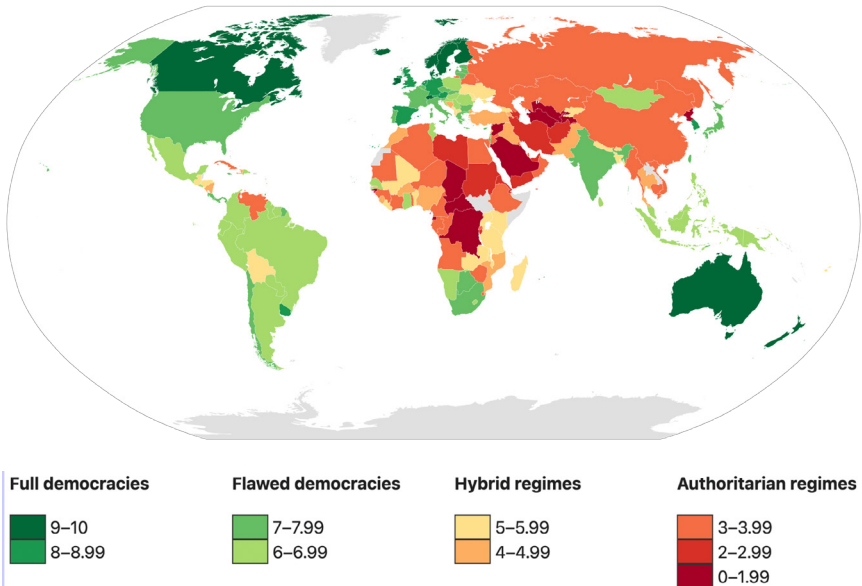 Full democracies
9–10
8–8.99
Flawed democracies
7–7.99
6–6.99
Hybrid regimes
5–5.99
4–4.99
Authoritarian regimes
3–3.99
2–2.99
0–1.99